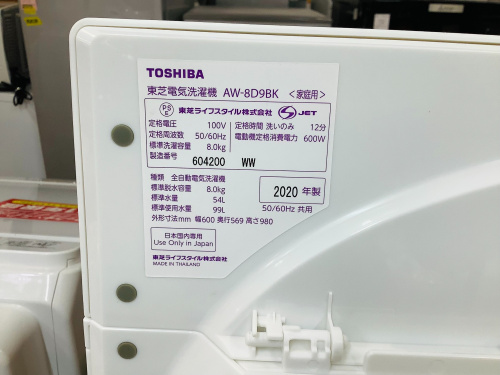 TOSHIBA
東芝電気洗濯機 AW-8D9BK <家庭用>
PS E 東芝ライフスタイル株式会社 JET
定格電圧 100V 定格時間 洗いのみ 12分
定格周波数 50/60Hz 電動機定格消費電力 600W
標準洗濯容量 8.0kg
製造番号 604200 WW
種類 全自動電気洗濯機
標準脱水容量 8.0kg 2020 年製
標準水量 54L
標準使用水量 99L 50/60Hz 共用
外形寸法mm 幅600 奥行569 高さ980
日本国内専用
Use Only in Japan
東芝ライフスタイル株式会社
MADE IN THAILAND